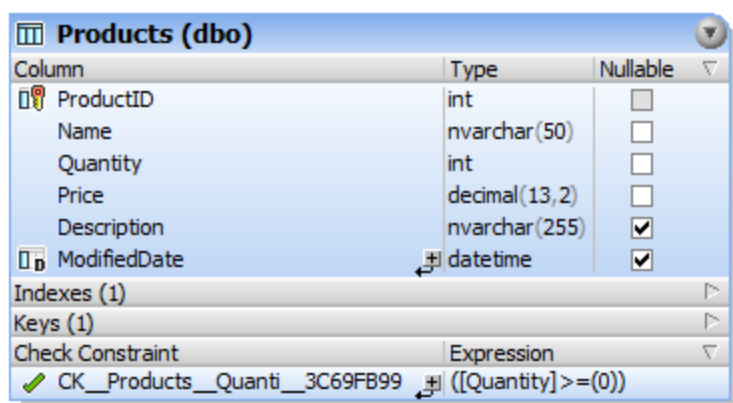 Products (dbo)
Column Type Nullable
ProductID int
Name nvarchar(50)
Quantity int
Price decimal(13,2)
Description nvarchar(255)
D ModifiedDate datetime
Indexes (1)
Keys (1)
Check Constraint Expression
CK__Products__Quanti__3C69FB99 ([Quantity]>=(0))